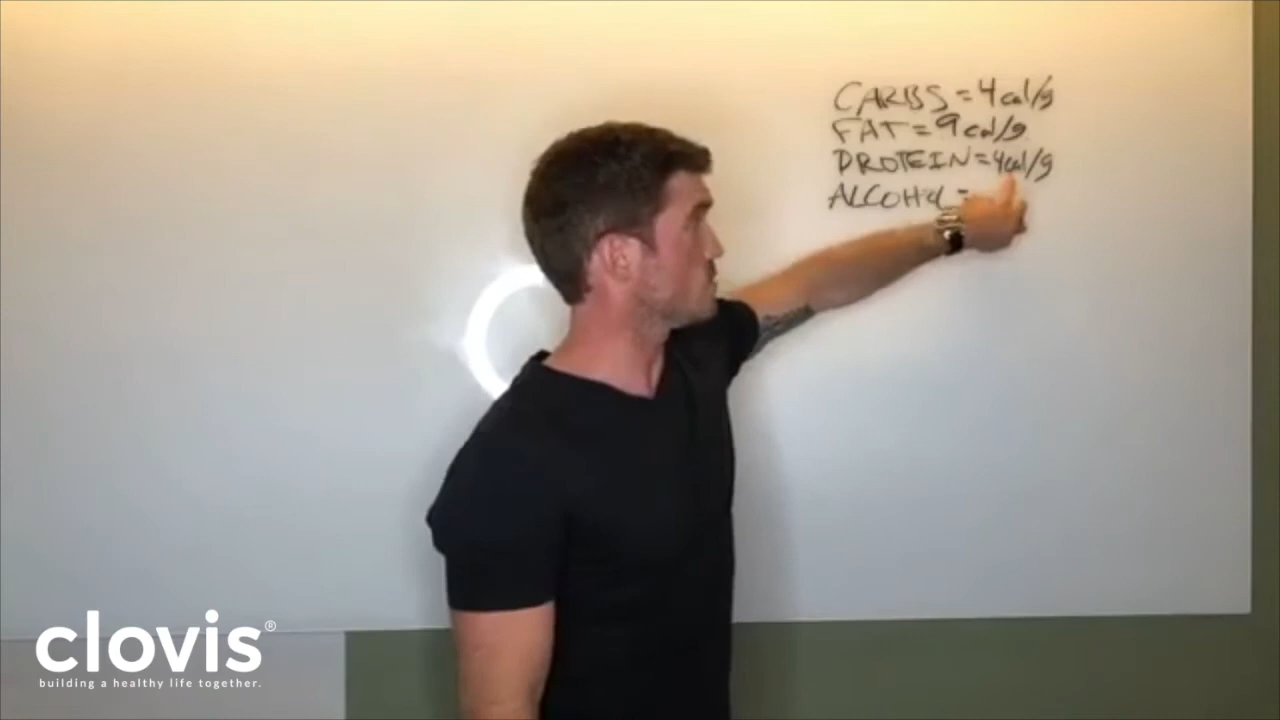 CARBS = 4 cal/g
FAT = 9 cal/g
PROTEIN = 4 cal/g
ALCOHOL =
clovis®
building a healthy life together.